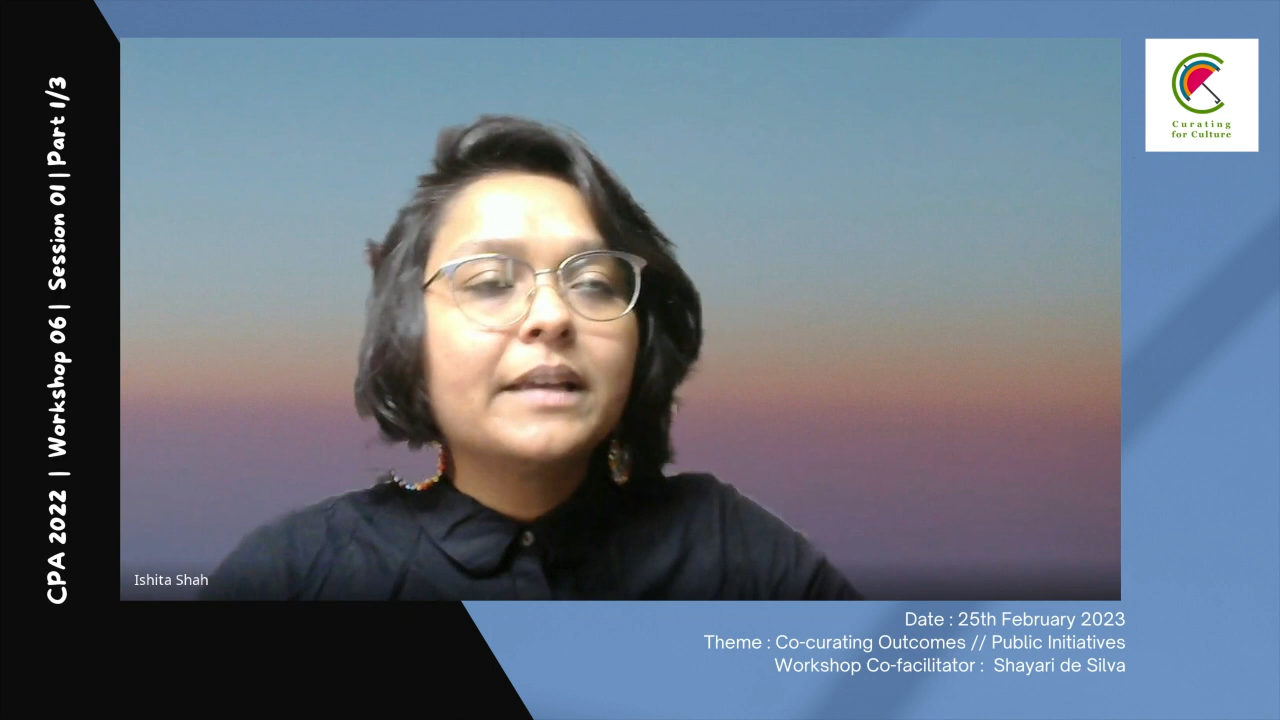 CPA 2022 | Workshop 06 | Session 01 | Part 1/3
Curating
for Culture
Ishita Shah
Date : 25th February 2023
Theme : Co-curating Outcomes // Public Initiatives
Workshop Co-facilitator : Shayari de Silva